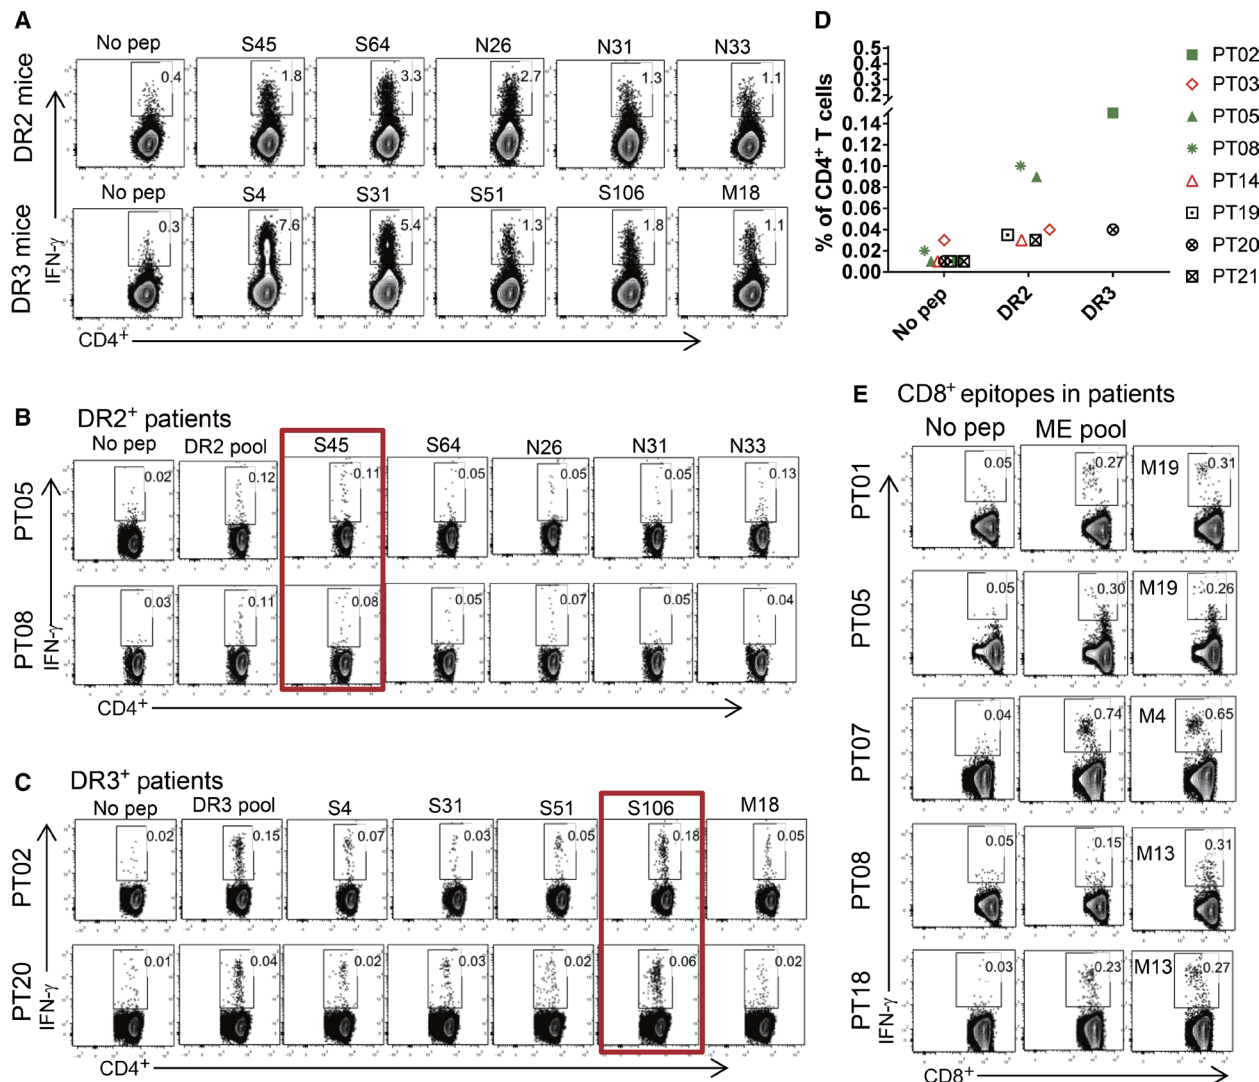 A
No pep S45 S64 N26 N31 N33
DR2 mice
0.4 1.8 3.3 2.7 1.3 1.1
No pep S4 S31 S51 S106 M18
DR3 mice
IFN-γ
0.3 7.6 5.4 1.3 1.8 1.1
CD4+
B DR2+ patients
No pep DR2 pool S45 S64 N26 N31 N33
PT05
0.02 0.12 0.11 0.05 0.05 0.05 0.13
PT08
IFN-γ
0.03 0.11 0.08 0.05 0.07 0.05 0.04
CD4+
C DR3+ patients
No pep DR3 pool S4 S31 S51 S106 M18
PT02
0.02 0.15 0.07 0.03 0.05 0.18 0.05
PT20
IFN-γ
0.01 0.04 0.02 0.03 0.02 0.06 0.02
CD4+
D
% of CD4+ T cells
0.5
0.4
0.3
0.2
0.14
0.10
0.08
0.06
0.04
0.02
0.00
No pep DR2 DR3
PT02
PT03
PT05
PT08
PT14
PT19
PT20
PT21
E CD8+ epitopes in patients
No pep ME pool
PT01
0.05 0.27 M19 0.31
PT05
0.05 0.30 M19 0.26
PT07
0.04 0.74 M4 0.65
PT08
0.05 0.15 M13 0.31
PT18
IFN-γ
0.03 0.23 M13 0.27
CD8+